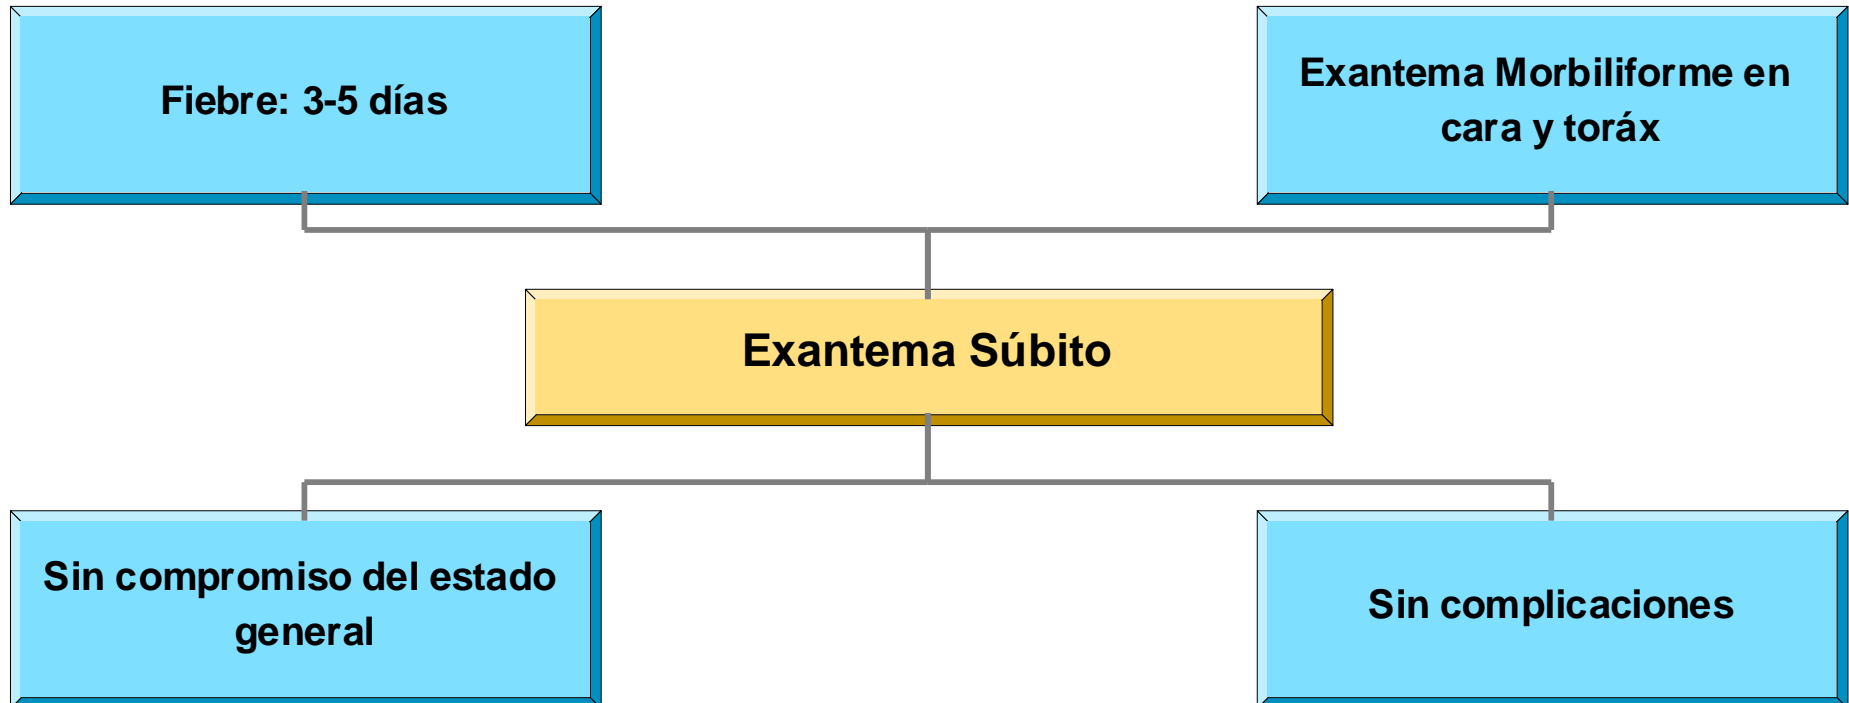 Fiebre: 3-5 días
Exantema Morbiliforme en
cara y toráx
Exantema Súbito
Sin compromiso del estado
general
Sin complicaciones